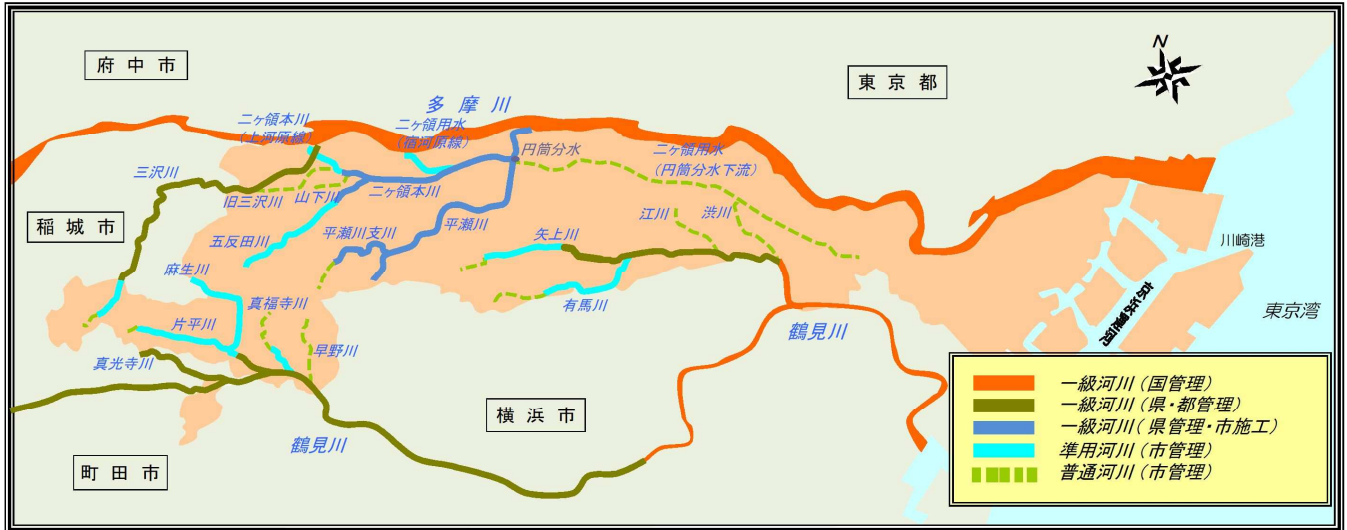 府中市
東京都
N
多摩川
二ヶ領本川
（上河原線）
二ヶ領用水
（宿河原線）
円筒分水
二ヶ領用水
（円筒分水下流）
三沢川
旧三沢川
山下川
二ヶ領本川
稲城市
江川
渋川
五反田川
平瀬川支川
平瀬川
矢上川
川崎港
麻生川
真福寺川
有馬川
京浜運河
東京湾
片平川
早野川
鶴見川
真光寺川
横浜市
鶴見川
町田市
一級河川（国管理）
一級河川（県・都管理）
一級河川（県管理・市施工）
準用河川（市管理）
普通河川（市管理）